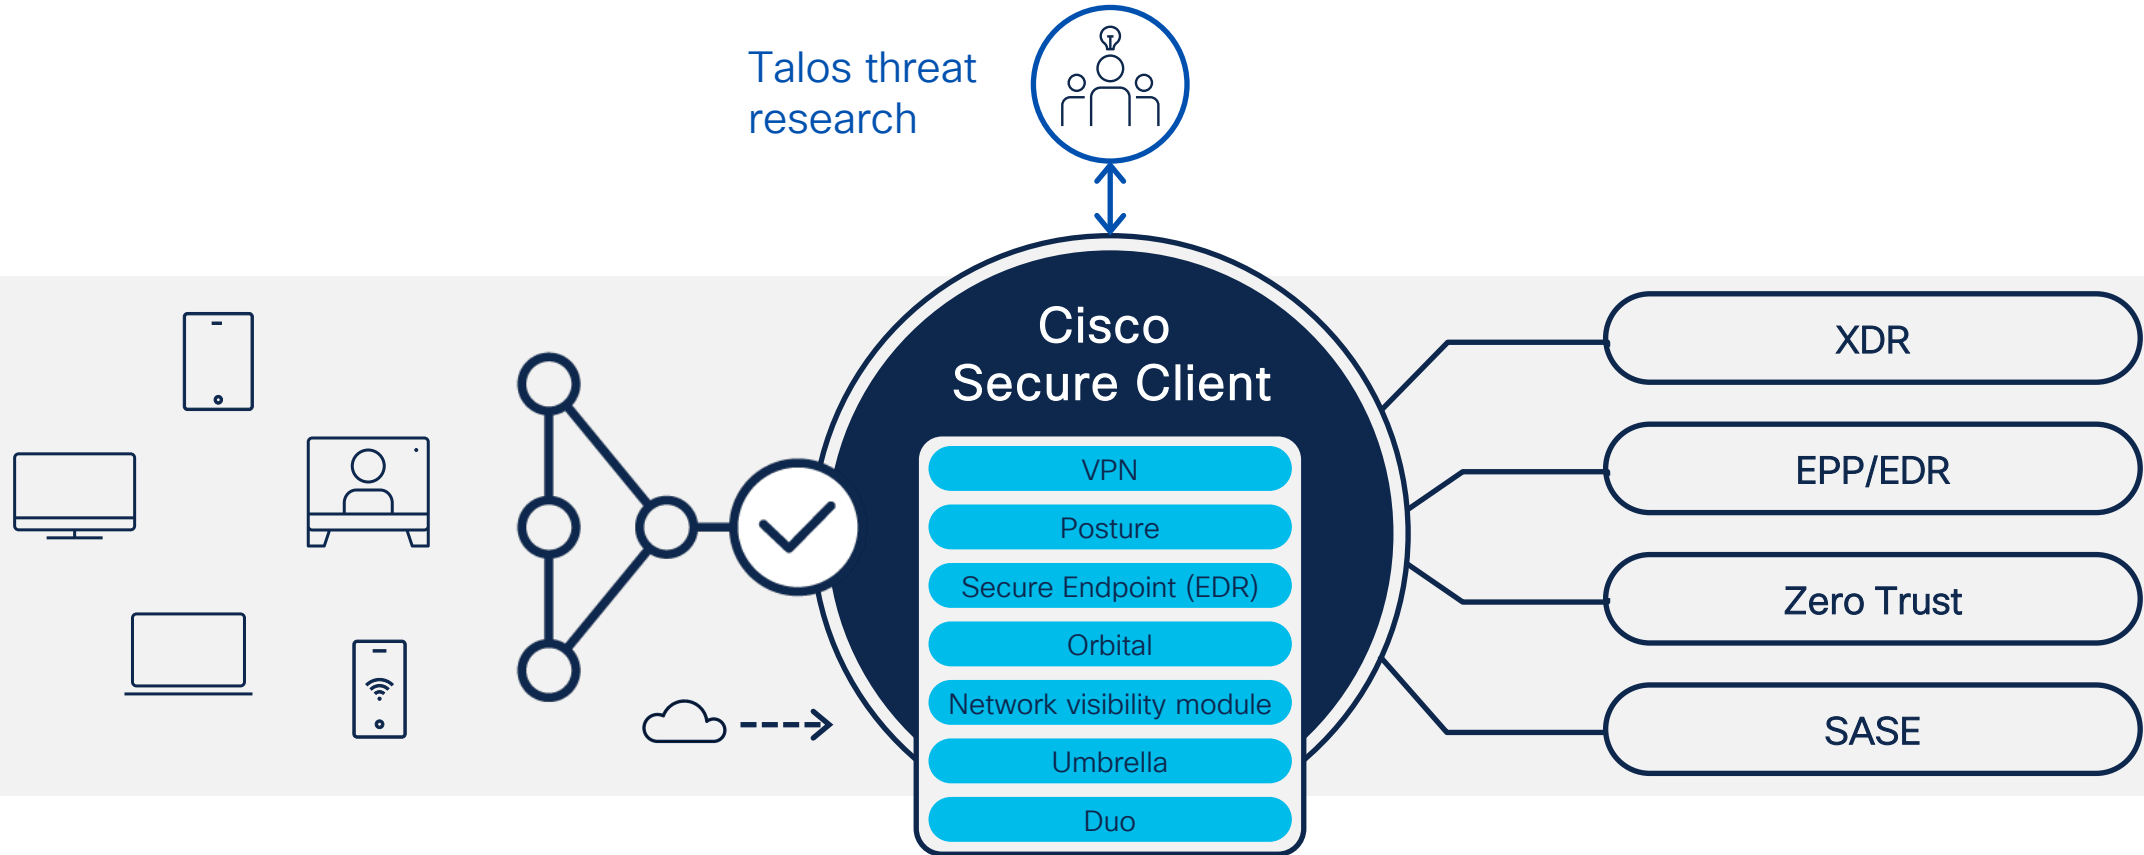 Talos threat
research
Cisco
Secure Client
VPN
Posture
Secure Endpoint (EDR)
Orbital
Network visibility module
Umbrella
Duo
XDR
EPP/EDR
Zero Trust
SASE